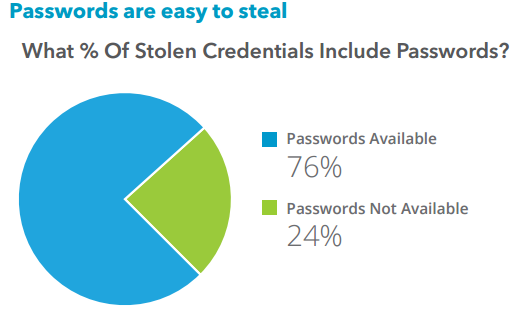 Passwords are easy to steal
What % Of Stolen Credentials Include Passwords?
Passwords Available
76%
Passwords Not Available
24%